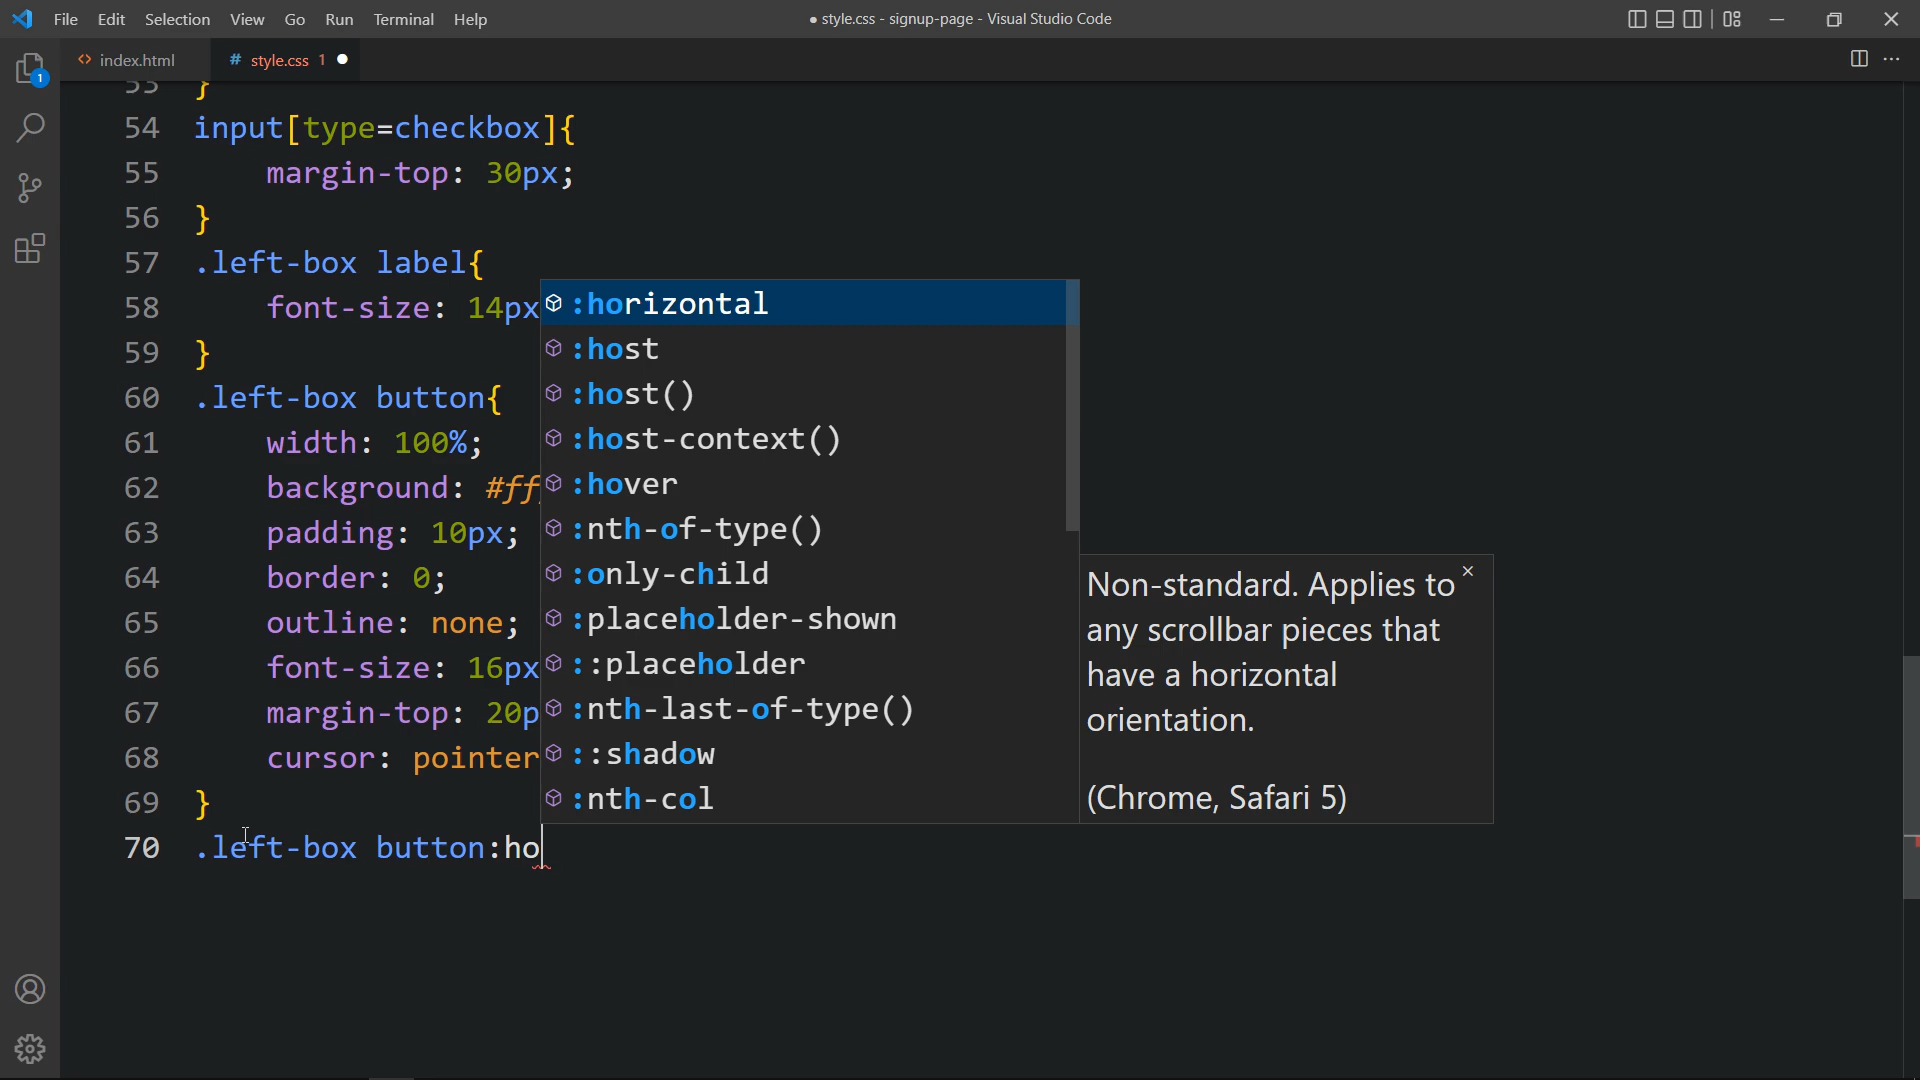 File Edit Selection View Go Run Terminal Help
● style.css - signup-page - Visual Studio Code
<> index.html
# style.css 1 ●
1
53 }
54 input[type=checkbox]{
55 margin-top: 30px;
56 }
57 .left-box label{
58 font-size: 14px
59 }
60 .left-box button{
61 width: 100%;
62 background: #fff
63 padding: 10px;
64 border: 0;
65 outline: none;
66 font-size: 16px
67 margin-top: 20p
68 cursor: pointer
69 }
70 .left-box button:ho
:horizontal
:host
:host()
:host-context()
:hover
:nth-of-type()
:only-child
:placeholder-shown
::placeholder
:nth-last-of-type()
::shadow
:nth-col
Non-standard. Applies to
any scrollbar pieces that
have a horizontal
orientation.
(Chrome, Safari 5)